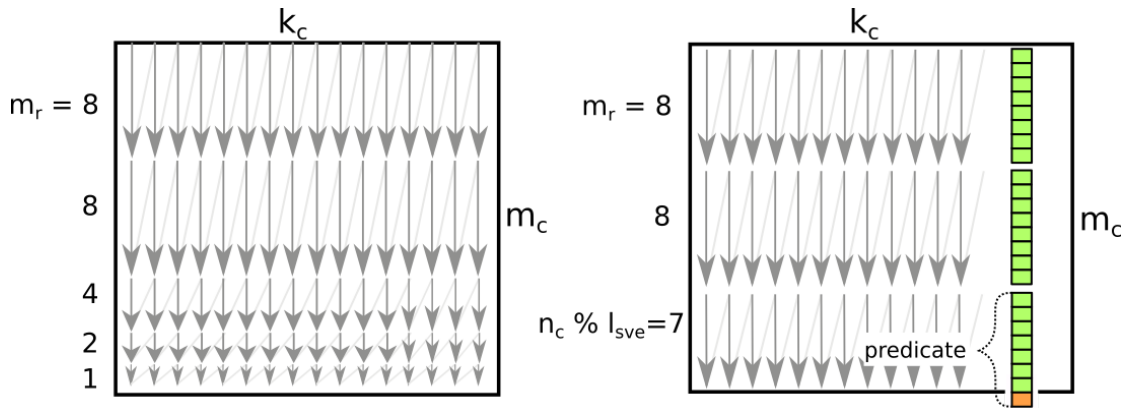 k_c
m_r = 8
8
4
2
1
m_c
k_c
m_r = 8
8
n_c % l_sve=7
predicate
m_c